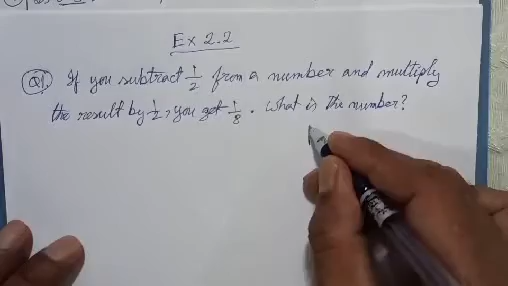 Ex 2.2
Q1. If you subtract 1/2 from a number and multiply
the result by 1/2, you get 1/8. What is the number?